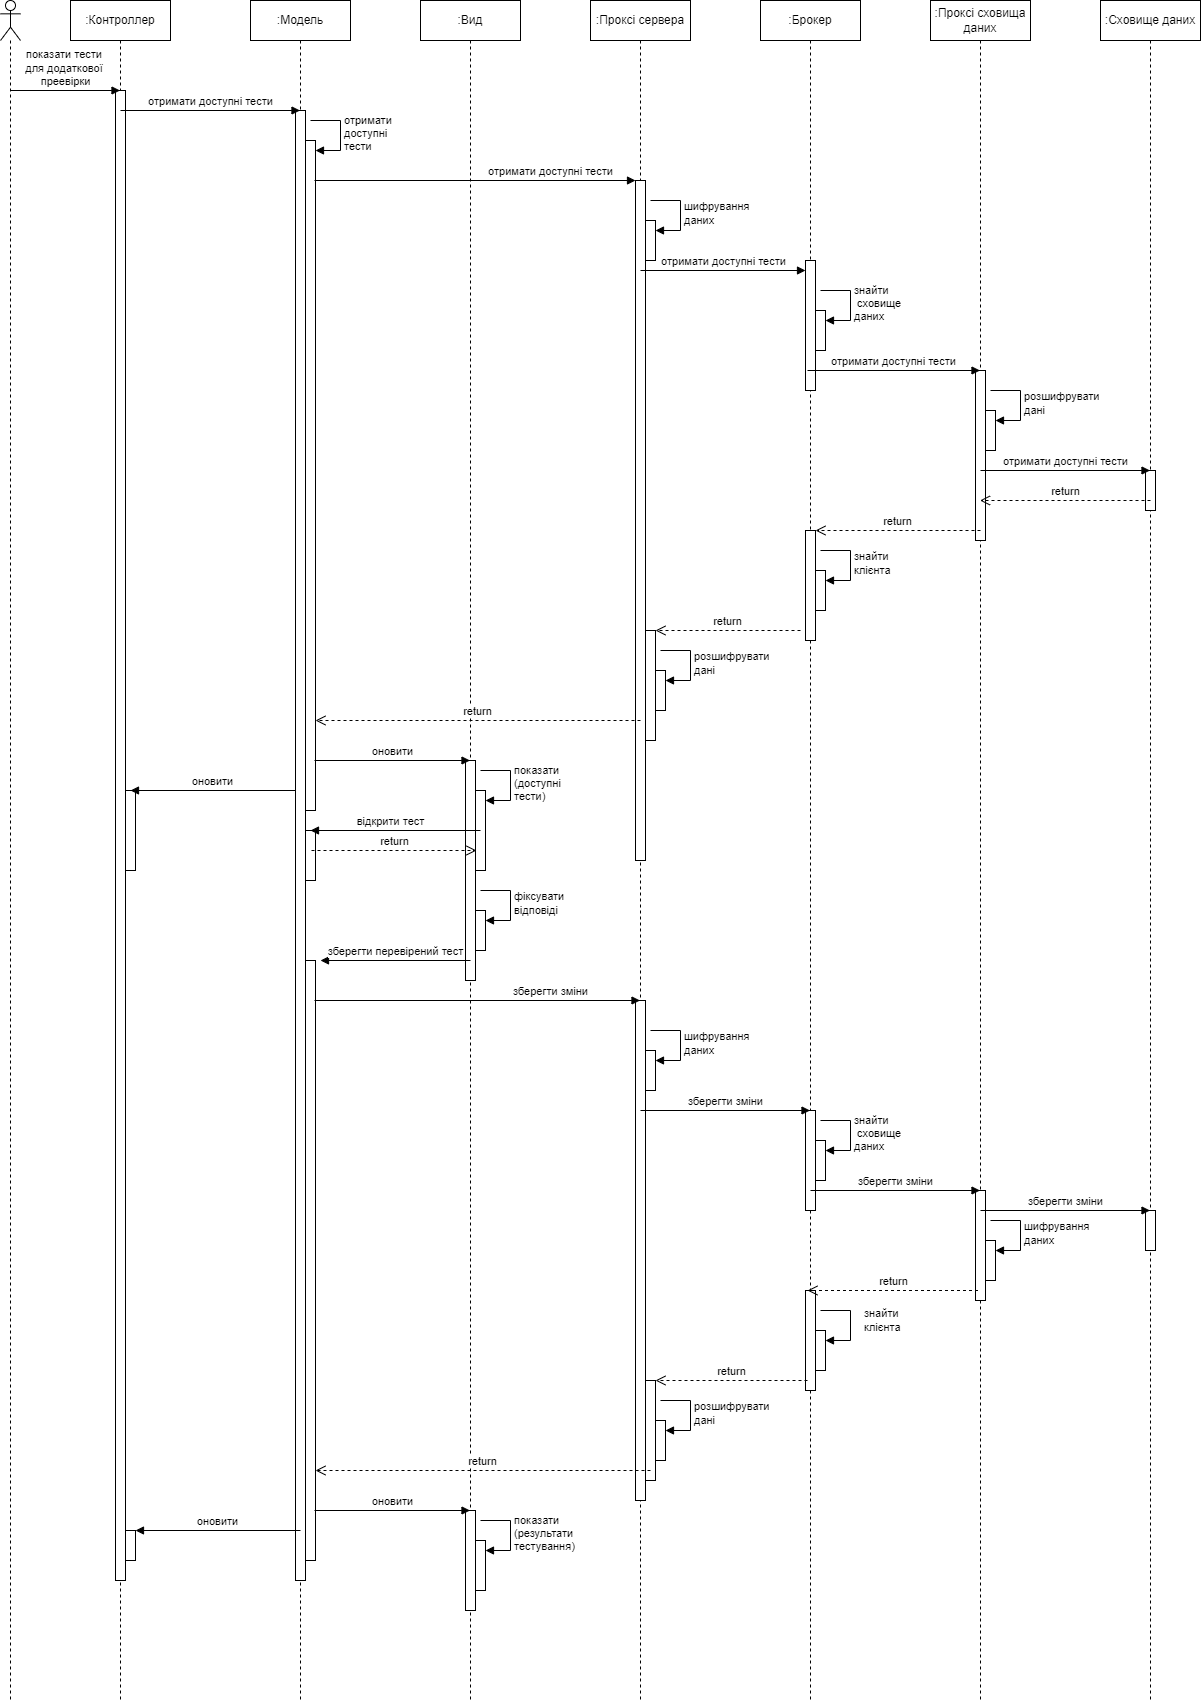 :Контроллер
:Модель
:Вид
:Проксі сервера
:Брокер
:Проксі сховища
даних
:Сховище даних
показати тести
для додаткової
преевірки
отримати доступні тести
отримати
доступні
тести
отримати доступні тести
шифрування
даних
отримати доступні тести
знайти
сховище
даних
отримати доступні тести
розшифрувати
дані
отримати доступні тести
return
return
знайти
клієнта
return
розшифрувати
дані
return
оновити
показати
(доступні
тести)
оновити
відкрити тест
return
фіксувати
відповіді
зберегти перевірений тест
зберегти зміни
шифрування
даних
зберегти зміни
знайти
сховище
даних
зберегти зміни
зберегти зміни
шифрування
даних
return
знайти
клієнта
return
розшифрувати
дані
return
оновити
оновити
показати
(результати
тестування)